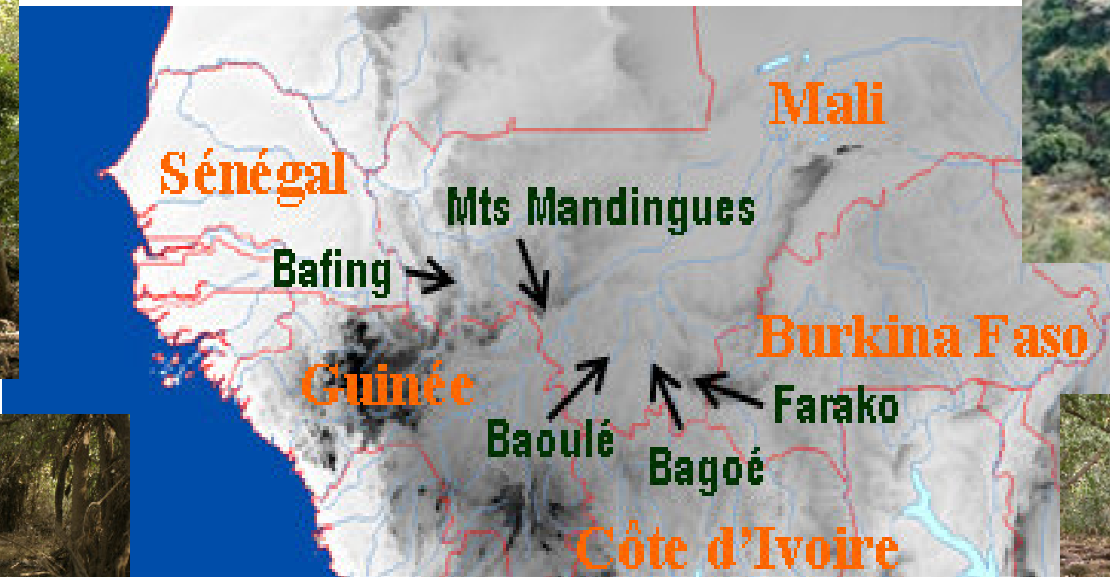 Mali
Sénégal
Mts Mandingues
Bafing
Burkina Faso
Guinée
Farako
Baoulé
Bagoé
Côte d'Ivoire